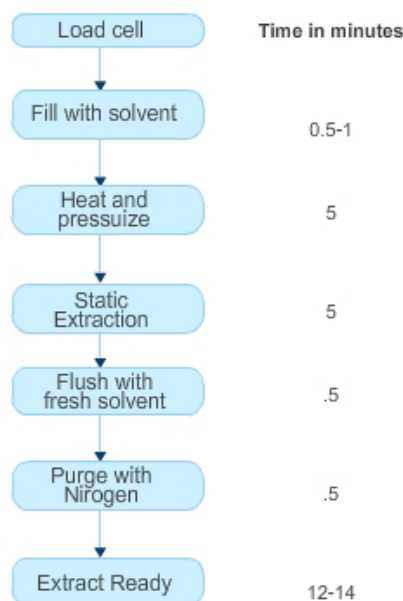 Load cell
Time in minutes
Fill with solvent
0.5-1
Heat and
pressuize
5
Static
Extraction
5
Flush with
fresh solvent
.5
Purge with
Nirogen
.5
Extract Ready
12-14